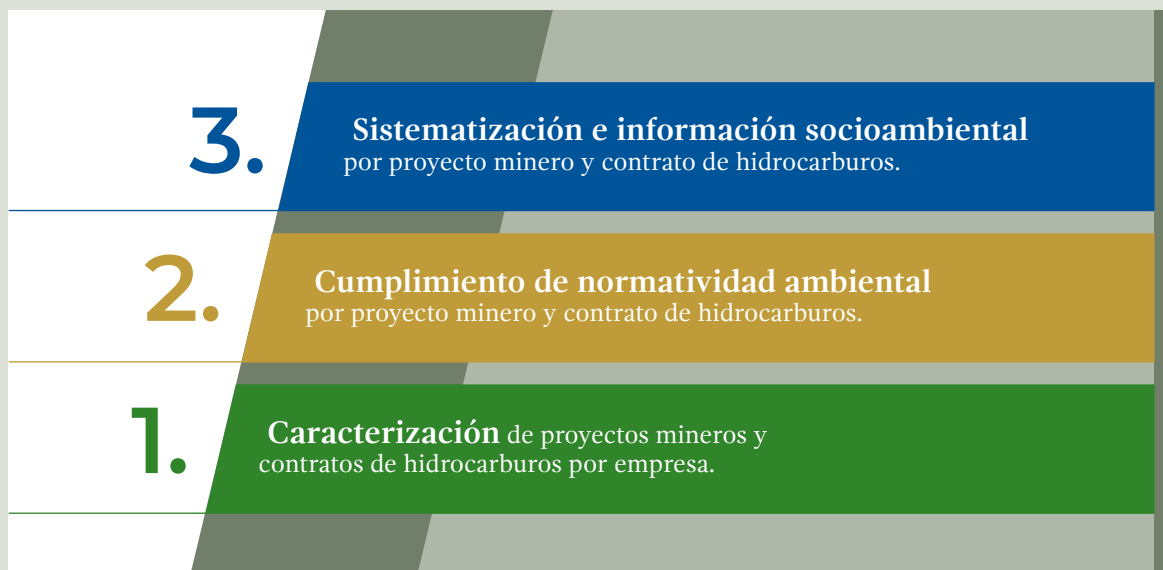 3.
Sistematización e información socioambiental
por proyecto minero y contrato de hidrocarburos.
2.
Cumplimiento de normatividad ambiental
por proyecto minero y contrato de hidrocarburos.
1.
Caracterización de proyectos mineros y
contratos de hidrocarburos por empresa.